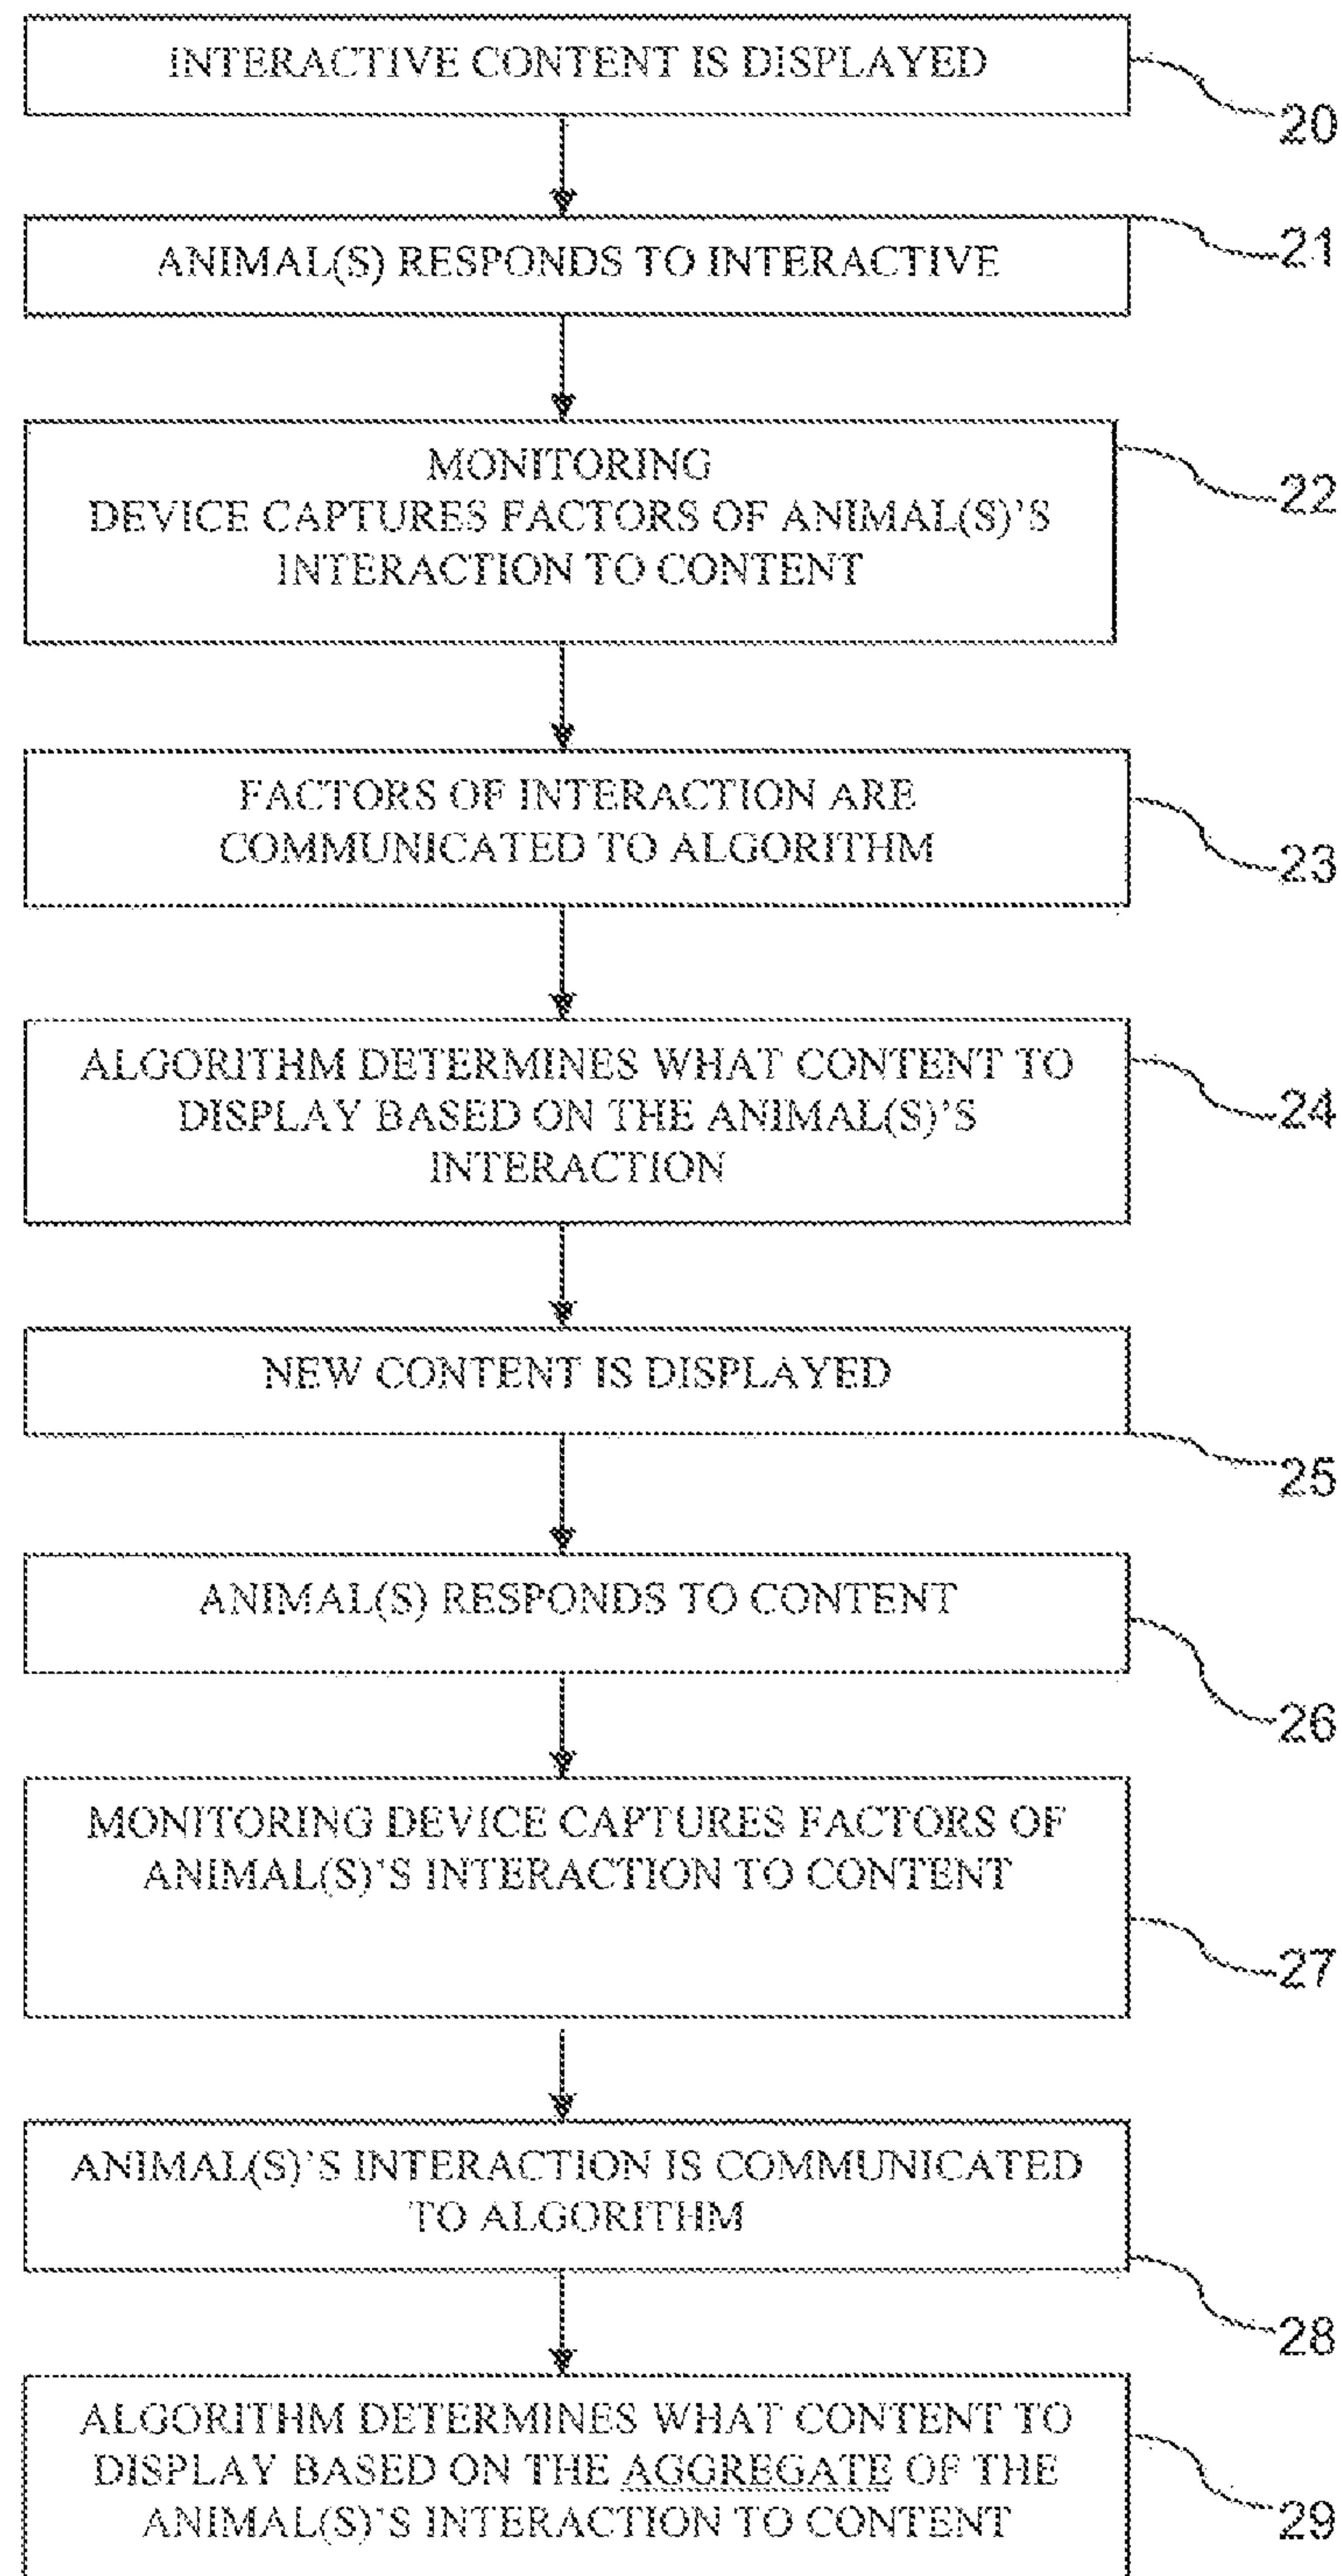 INTERACTIVE CONTENT IS DISPLAYED
20
ANIMAL(S) RESPONDS TO INTERACTIVE
21
MONITORING
DEVICE CAPTURES FACTORS OF ANIMAL(S)'S
INTERACTION TO CONTENT
22
FACTORS OF INTERACTION ARE
COMMUNICATED TO ALGORITHM
23
ALGORITHM DETERMINES WHAT CONTENT TO
DISPLAY BASED ON THE ANIMAL(S)'S
INTERACTION
24
NEW CONTENT IS DISPLAYED
25
ANIMAL(S) RESPONDS TO CONTENT
26
MONITORING DEVICE CAPTURES FACTORS OF
ANIMAL(S)'S INTERACTION TO CONTENT
27
ANIMAL(S)'S INTERACTION IS COMMUNICATED
TO ALGORITHM
28
ALGORITHM DETERMINES WHAT CONTENT TO
DISPLAY BASED ON THE AGGREGATE OF THE
ANIMAL(S)'S INTERACTION TO CONTENT
29